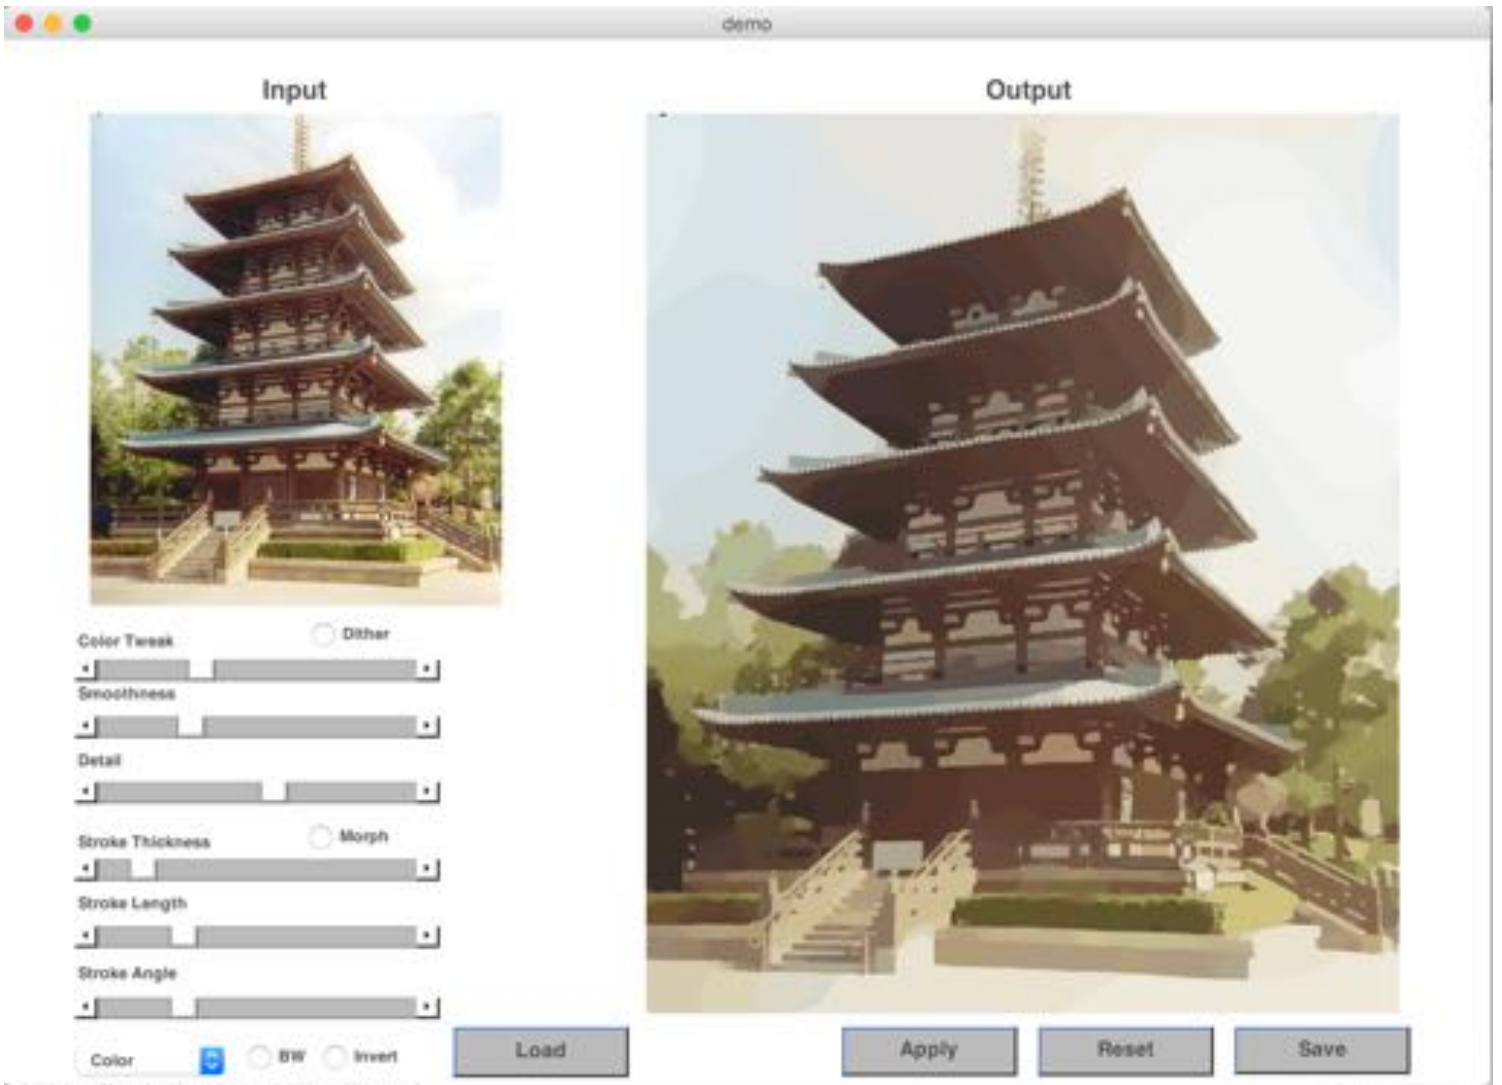 demo
Input
Output
Color Tweak
Dither
Smoothness
Detail
Stroke Thickness
Morph
Stroke Length
Stroke Angle
Color
BW
Invert
Load
Apply
Reset
Save